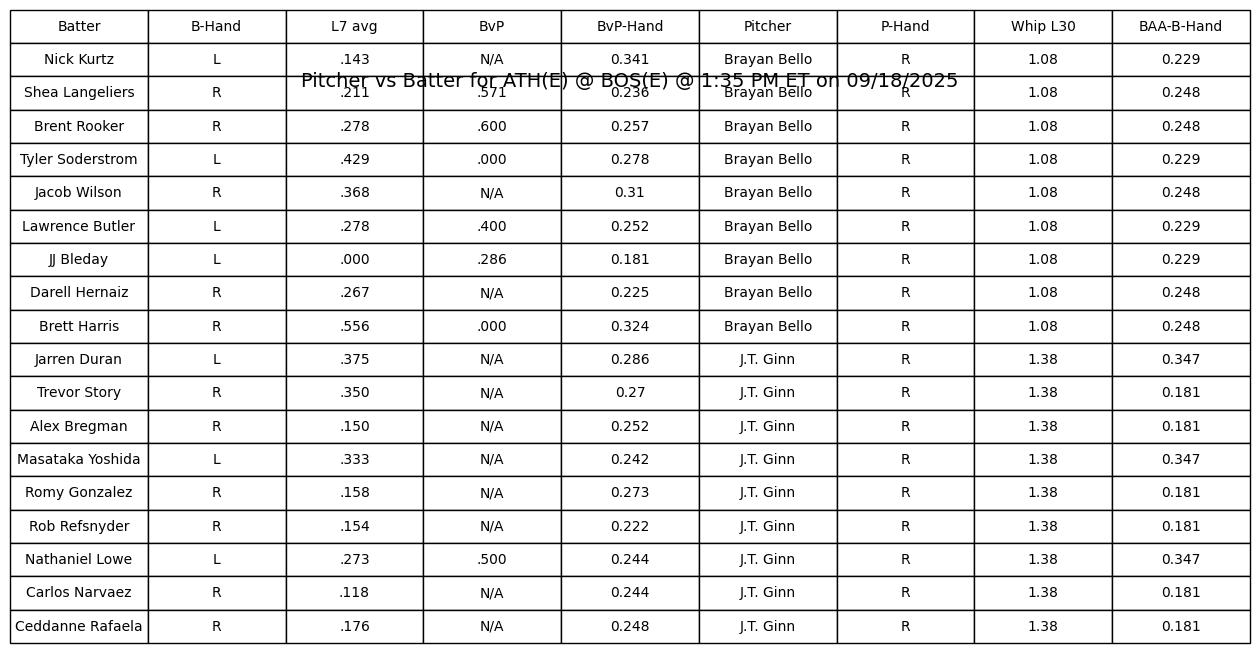 Batter B-Hand L7 avg BvP BvP-Hand Pitcher P-Hand Whip L30 BAA-B-Hand
Nick Kurtz L .143 N/A 0.341 Brayan Bello R 1.08 0.229
Pitcher vs Batter for ATH(E) @ BOS(E) @ 1:35 PM ET on 09/18/2025
Shea Langeliers R .211 .571 0.236 Brayan Bello R 1.08 0.248
Brent Rooker R .278 .600 0.257 Brayan Bello R 1.08 0.248
Tyler Soderstrom L .429 .000 0.278 Brayan Bello R 1.08 0.229
Jacob Wilson R .368 N/A 0.31 Brayan Bello R 1.08 0.248
Lawrence Butler L .278 .400 0.252 Brayan Bello R 1.08 0.229
JJ Bleday L .000 .286 0.181 Brayan Bello R 1.08 0.229
Darell Hernaiz R .267 N/A 0.225 Brayan Bello R 1.08 0.248
Brett Harris R .556 .000 0.324 Brayan Bello R 1.08 0.248
Jarren Duran L .375 N/A 0.286 J.T. Ginn R 1.38 0.347
Trevor Story R .350 N/A 0.27 J.T. Ginn R 1.38 0.181
Alex Bregman R .150 N/A 0.252 J.T. Ginn R 1.38 0.181
Masataka Yoshida L .333 N/A 0.242 J.T. Ginn R 1.38 0.347
Romy Gonzalez R .158 N/A 0.273 J.T. Ginn R 1.38 0.181
Rob Refsnyder R .154 N/A 0.222 J.T. Ginn R 1.38 0.181
Nathaniel Lowe L .273 .500 0.244 J.T. Ginn R 1.38 0.347
Carlos Narvaez R .118 N/A 0.244 J.T. Ginn R 1.38 0.181
Ceddanne Rafaela R .176 N/A 0.248 J.T. Ginn R 1.38 0.181